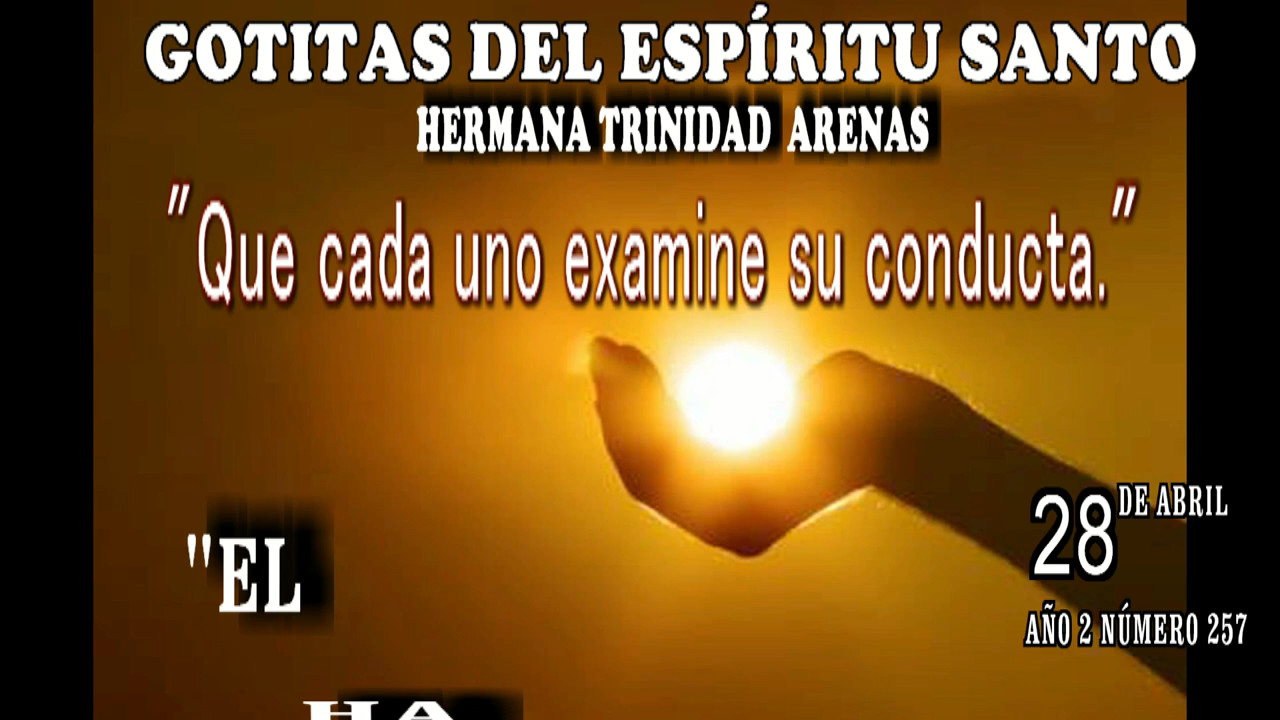 GOTITAS DEL ESPÍRITU SANTO
HERMANA TRINIDAD ARENAS
"Que cada uno examine su conducta."
28 DE ABRIL
"EL
AÑO 2 NÚMERO 257
HA